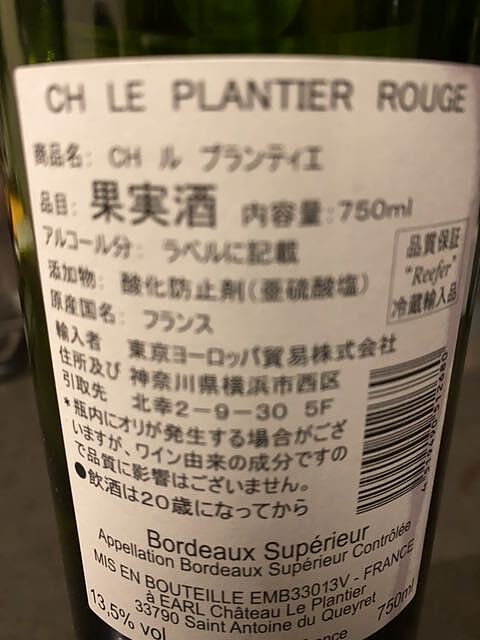 CH LE PLANTIER ROUGE
商品名: CH ル プランティエ
品目: 果実酒 内容量:750ml
アルコール分: ラベルに記載
添加物: 酸化防止剤(亜硫酸塩)
原産国名: フランス
品質保証
"Reefer"
冷蔵輸入品
輸入者 東京ヨーロッパ貿易株式会社
住所及び 神奈川県横浜市西区
引取先 北幸2-9-30 5F
*瓶内にオリが発生する場合がござ
いますが、ワイン由来の成分ですの
で品質に影響はございません。
●飲酒は20歳になってから
Bordeaux Supérieur
Appellation Bordeaux Supérieur Contrôlée
MIS EN BOUTEILLE EMB33013V - FRANCE
à EARL Château Le Plantier
33790 Saint Antoine du Queyret
13,5% vol
750ml